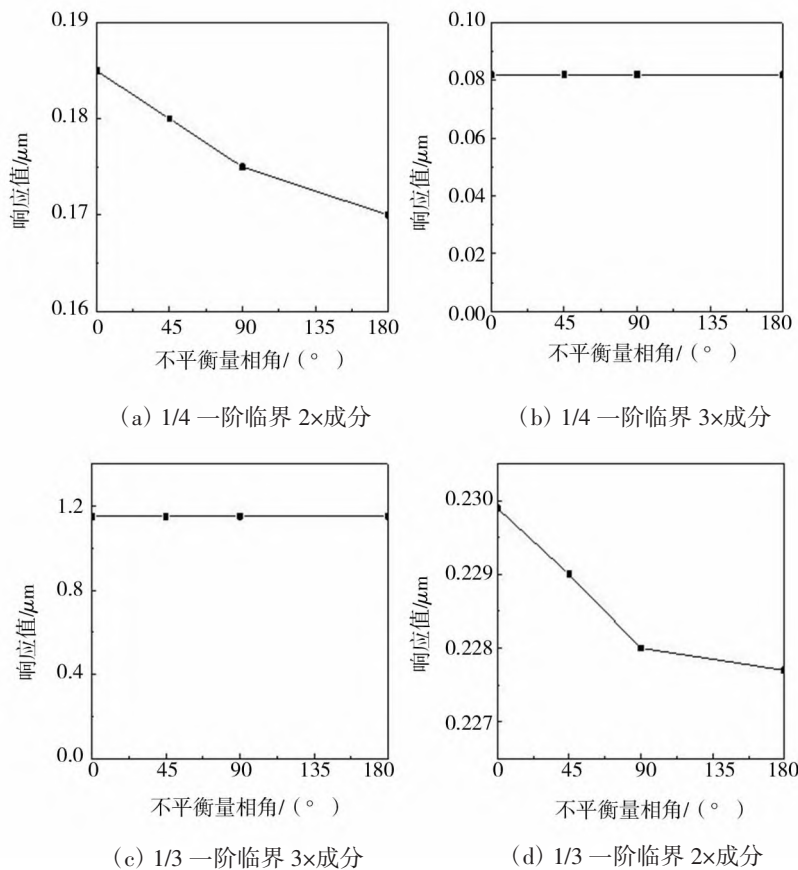 0.19
0.18
0.17
0.16
响应值/μm
0 45 90 135 180
不平衡量相角/（° ）
（a）1/4 一阶临界 2×成分
0.10
0.08
0.06
0.04
0.02
0.00
响应值/μm
0 45 90 135 180
不平衡量相角/（° ）
（b）1/4 一阶临界 3×成分
1.2
0.8
0.4
0.0
响应值/μm
0 45 90 135 180
不平衡量相角/（° ）
（c）1/3 一阶临界 3×成分
0.230
0.229
0.228
0.227
响应值/μm
0 45 90 135 180
不平衡量相角/（° ）
（d）1/3 一阶临界 2×成分